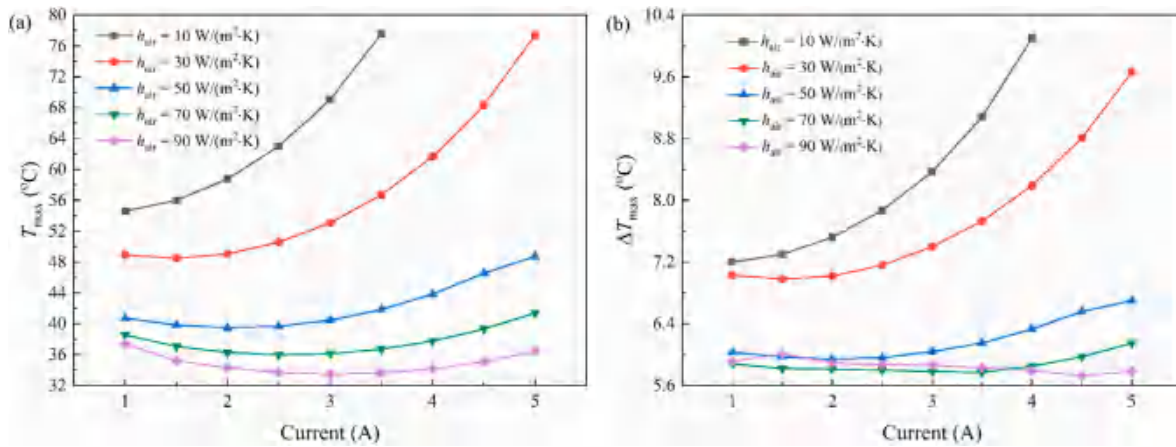 (a)
80
76
72
68
64
60
56
52
48
44
40
36
32
T_max (°C)
h_air = 10 W/(m²·K)
h_air = 30 W/(m²·K)
h_air = 50 W/(m²·K)
h_air = 70 W/(m²·K)
h_air = 90 W/(m²·K)
1 2 3 4 5
Current (A)
(b)
10.4
9.6
8.8
8.0
7.2
6.4
5.6
ΔT_max (°C)
h_air = 10 W/(m²·K)
h_air = 30 W/(m²·K)
h_air = 50 W/(m²·K)
h_air = 70 W/(m²·K)
h_air = 90 W/(m²·K)
1 2 3 4 5
Current (A)